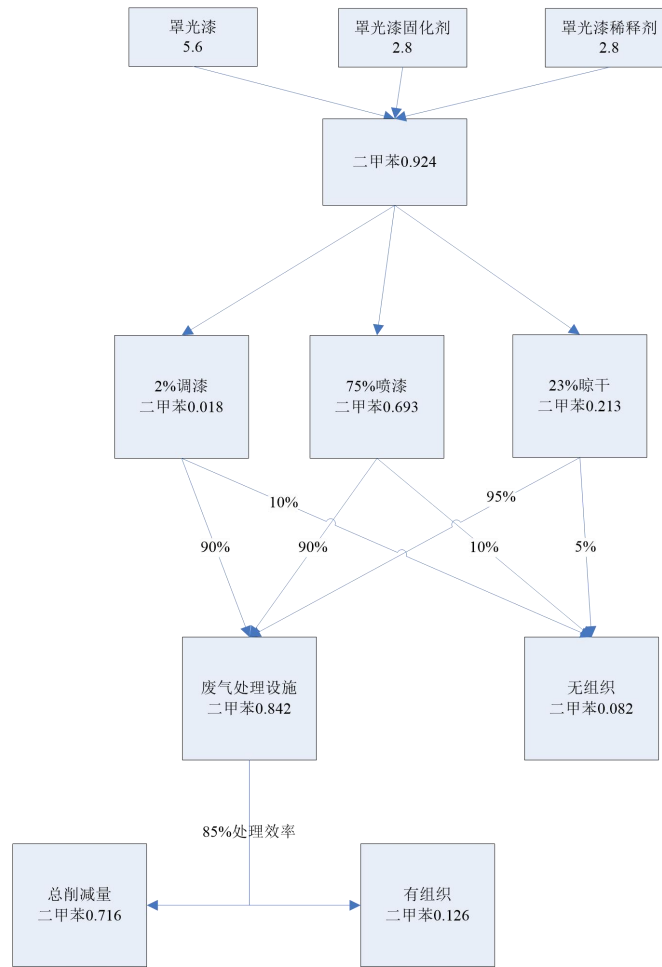 罩光漆
5.6
罩光漆固化剂
2.8
罩光漆稀释剂
2.8
二甲苯0.924
2%调漆
二甲苯0.018
75%喷漆
二甲苯0.693
23%晾干
二甲苯0.213
10%
95%
90%
90%
10%
5%
废气处理设施
二甲苯0.842
无组织
二甲苯0.082
85%处理效率
总削减量
二甲苯0.716
有组织
二甲苯0.126